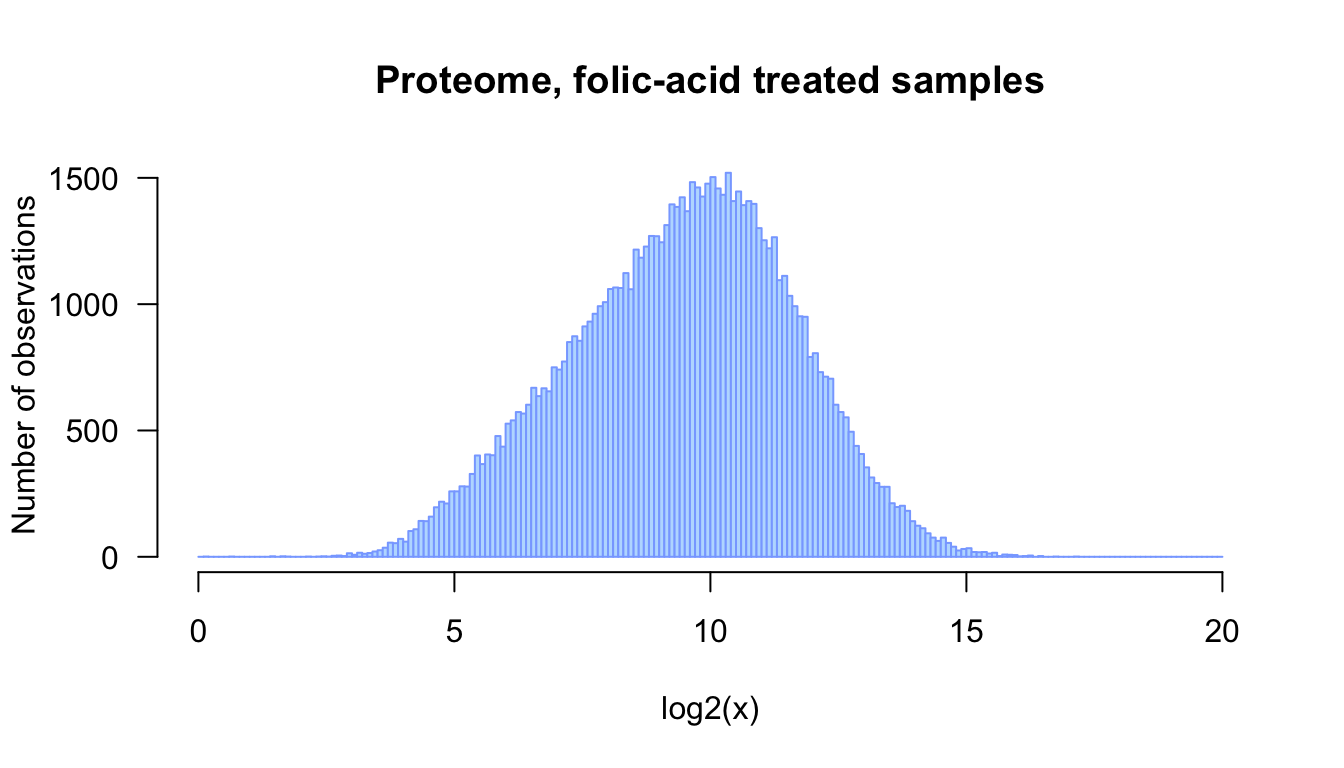 Proteome, folic-acid treated samples
Number of observations
1500
1000
500
0
0 5 10 15 20
log2(x)